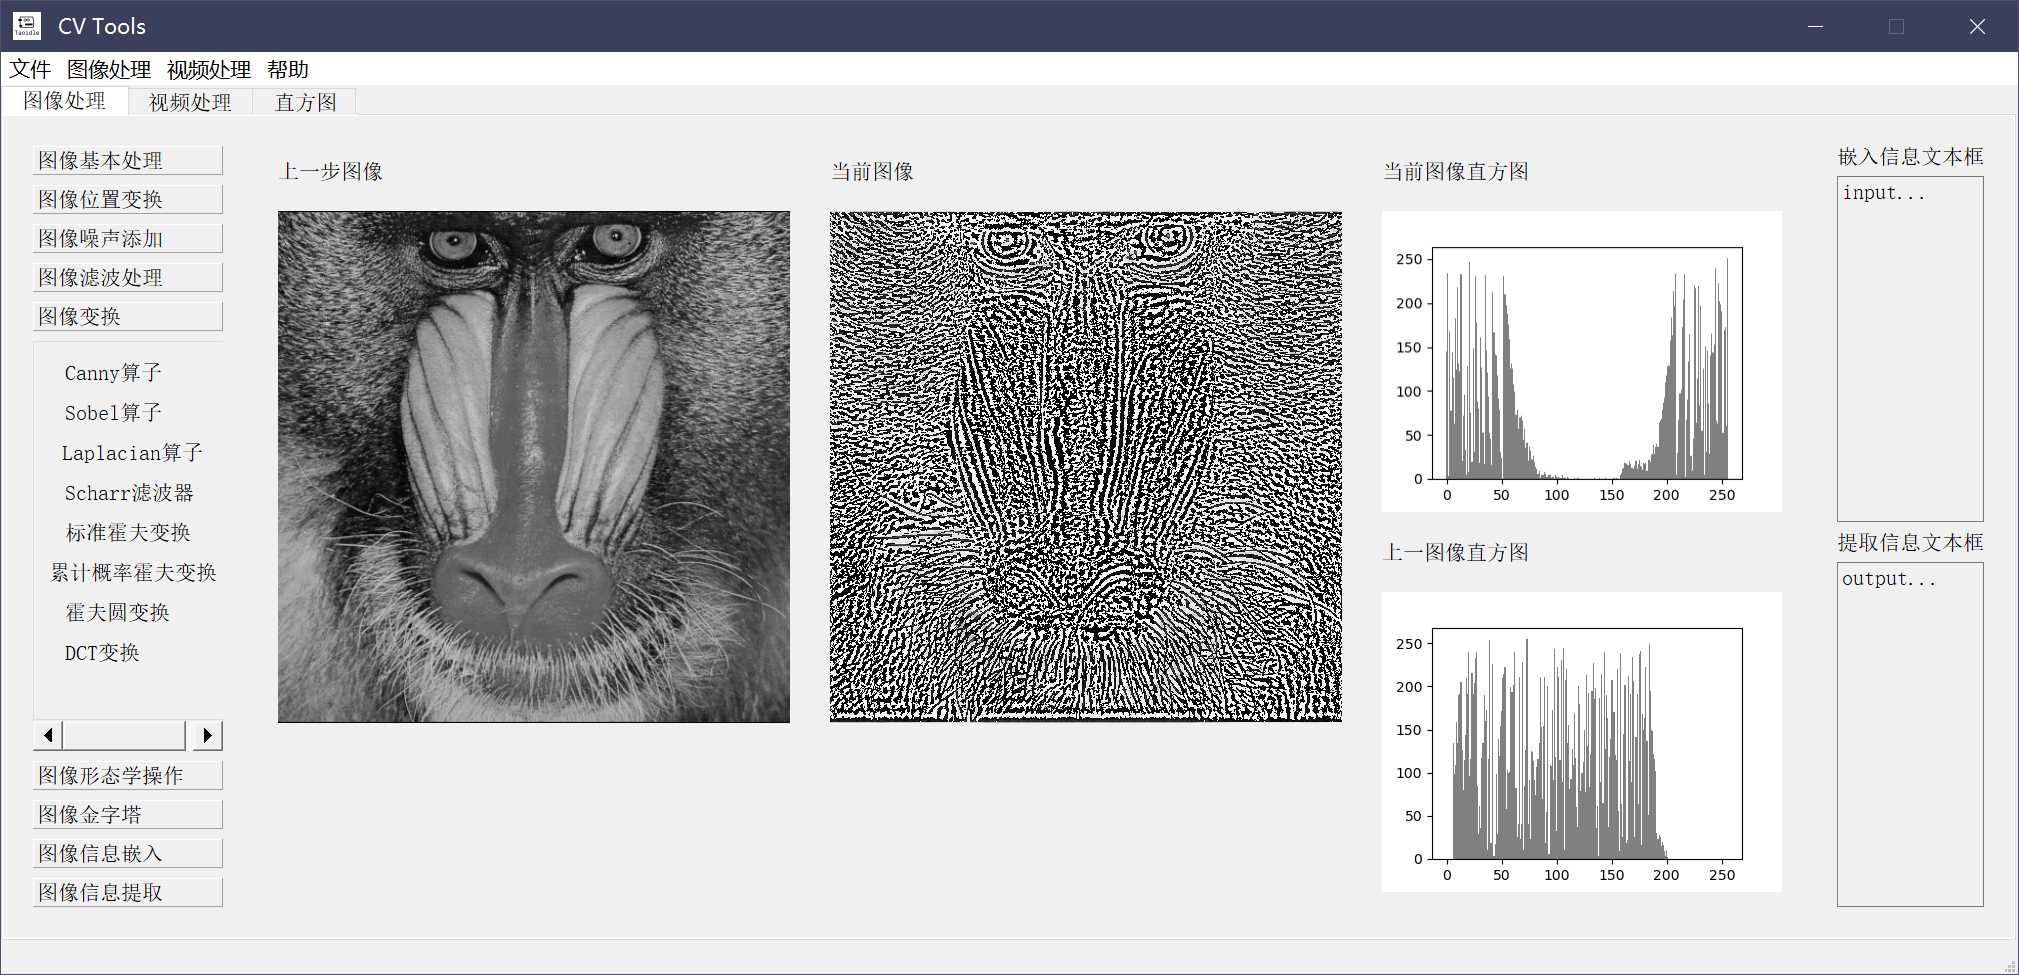 CV Tools
文件 图像处理 视频处理 帮助
图像处理 视频处理 直方图
图像基本处理
图像位置变换
图像噪声添加
图像滤波处理
图像变换
Canny算子
Sobel算子
Laplacian算子
Scharr滤波器
标准霍夫变换
累计概率霍夫变换
霍夫圆变换
DCT变换
图像形态学操作
图像金字塔
图像信息嵌入
图像信息提取
上一步图像
当前图像
当前图像直方图
250
200
150
100
50
0
0 50 100 150 200 250
上一图像直方图
250
200
150
100
50
0
0 50 100 150 200 250
嵌入信息文本框
input...
提取信息文本框
output...